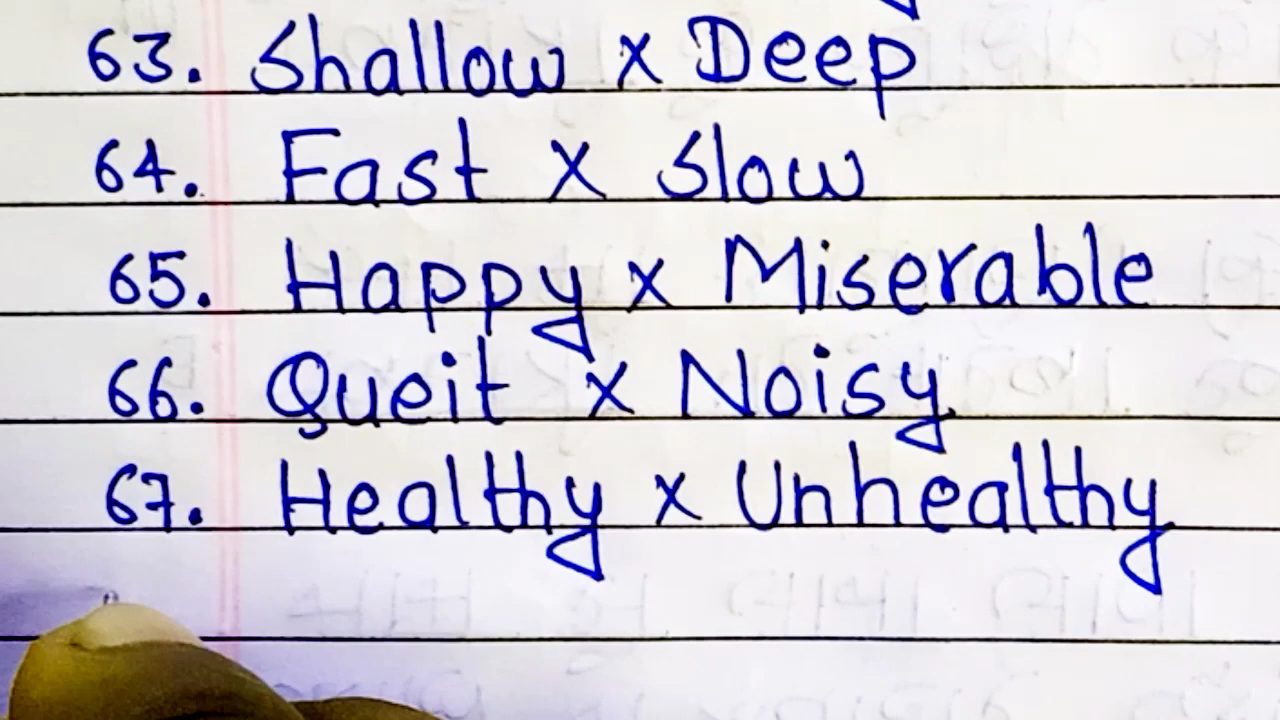 63. Shallow x Deep
64. Fast x Slow
65. Happy x Miserable
66. Queit x Noisy
67. Healthy x Unhealthy